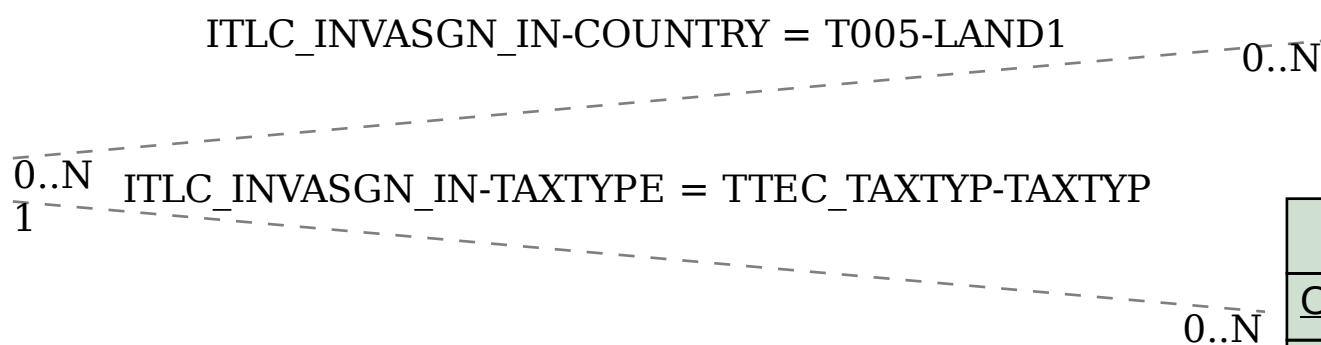 ITLC_INVASGN_IN-COUNTRY = T005-LAND1
0..N
0..N
ITLC_INVASGN_IN-TAXTYPE = TTEC_TAXTYP-TAXTYP
1
0..N